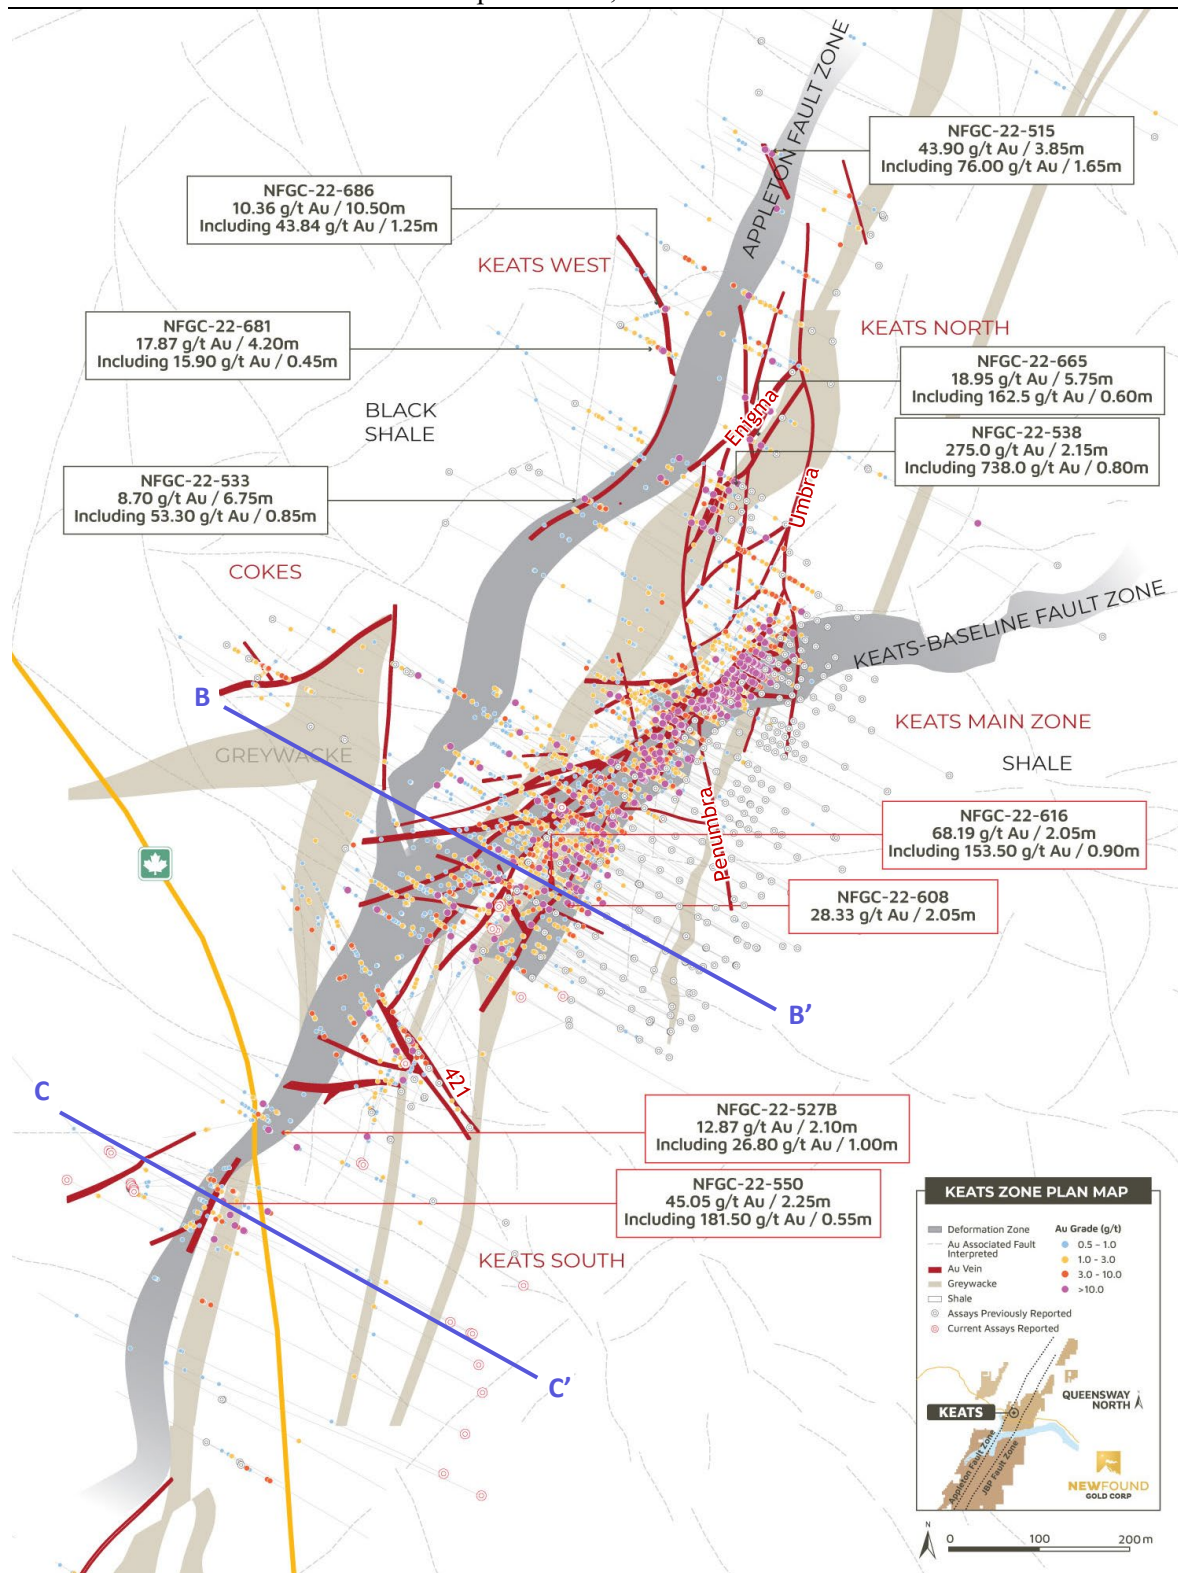 APPLETON FAULT ZONE
NFGC-22-515
43.90 g/t Au / 3.85m
Including 76.00 g/t Au / 1.65m
NFGC-22-686
10.36 g/t Au / 10.50m
Including 43.84 g/t Au / 1.25m
KEATS WEST
NFGC-22-681
17.87 g/t Au / 4.20m
Including 15.90 g/t Au / 0.45m
KEATS NORTH
NFGC-22-665
18.95 g/t Au / 5.75m
Including 162.5 g/t Au / 0.60m
BLACK
SHALE
Enigma
NFGC-22-538
275.0 g/t Au / 2.15m
Including 738.0 g/t Au / 0.80m
NFGC-22-533
8.70 g/t Au / 6.75m
Including 53.30 g/t Au / 0.85m
Umbra
COKES
KEATS-BASELINE FAULT ZONE
B
KEATS MAIN ZONE
GREYWACKE
SHALE
Penumbra
NFGC-22-616
68.19 g/t Au / 2.05m
Including 153.50 g/t Au / 0.90m
NFGC-22-608
28.33 g/t Au / 2.05m
B’
421
C
NFGC-22-527B
12.87 g/t Au / 2.10m
Including 26.80 g/t Au / 1.00m
NFGC-22-550
45.05 g/t Au / 2.25m
Including 181.50 g/t Au / 0.55m
KEATS SOUTH
C’
KEATS ZONE PLAN MAP
Deformation Zone
Au Associated Fault
Interpreted
Au Vein
Greywacke
Shale
Assays Previously Reported
Current Assays Reported
Au Grade (g/t)
0.5 – 1.0
1.0 - 3.0
3.0 - 10.0
>10.0
QUEENSWAY
NORTH
KEATS
Appleton Fault Zone
JBP Fault Zone
NEWFOUND
GOLD CORP
N
0 100 200 m